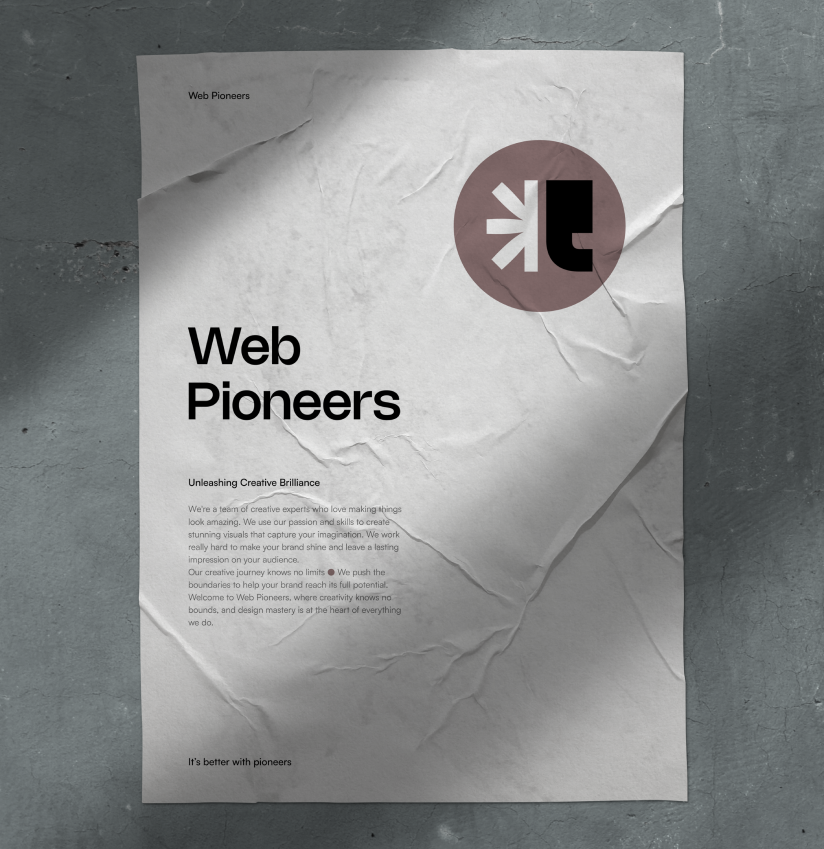 Web Pioneers
Web
Pioneers
Unleashing Creative Brilliance
We're a team of creative experts who love making things
look amazing. We use our passion and skills to create
stunning visuals that capture your imagination. We work
really hard to make your brand shine and leave a lasting
impression on your audience.
Our creative journey knows no limits ● We push the
boundaries to help your brand reach its full potential.
Welcome to Web Pioneers, where creativity knows no
bounds, and design mastery is at the heart of everything
we do.
It's better with pioneers